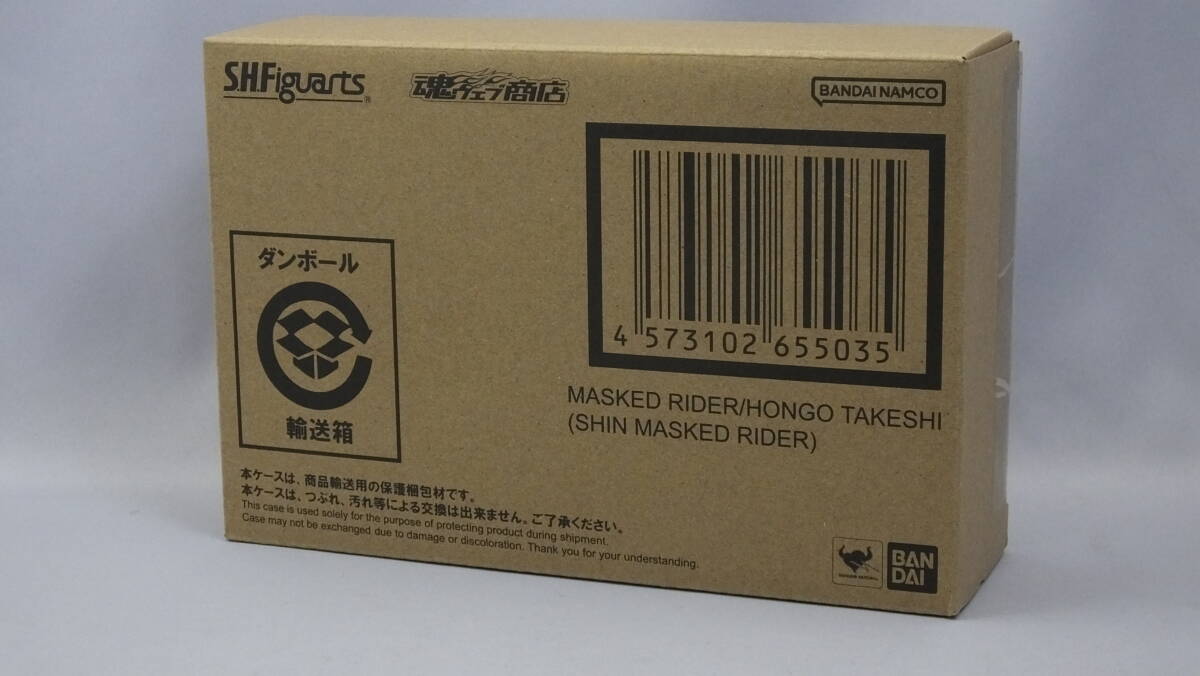 S.H.Figuarts®
魂ウェブ商店
BANDAI NAMCO
4 573102 655035
MASKED RIDER/HONGO TAKESHI
(SHIN MASKED RIDER)
ダンボール
輸送箱
本ケースは、商品輸送用の保護梱包材です。
本ケースは、つぶれ、汚れ等による交換は出来ません。ご了承ください。
This case is used solely for the purpose of protecting product during shipment.
Case may not be exchanged due to damage or discoloration. Thank you for your understanding.
BAN
DAI